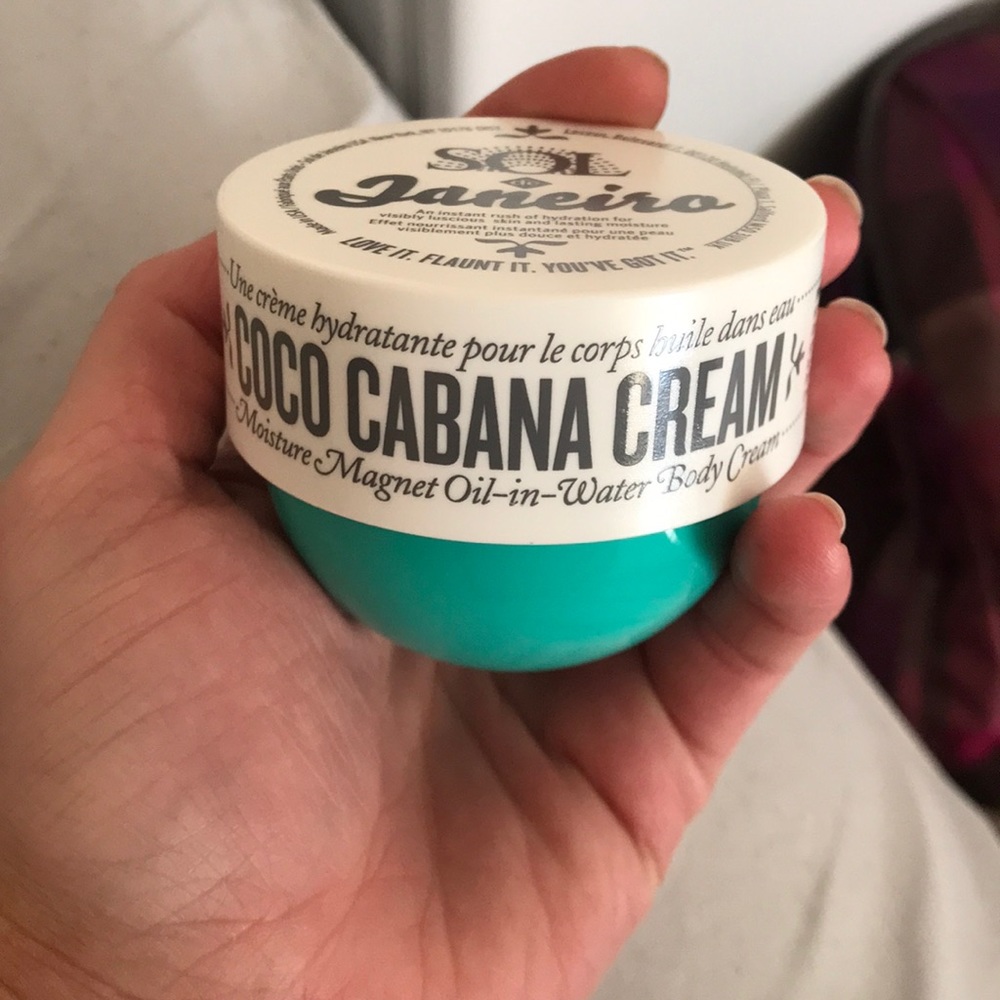 SOL
de
Janeiro
An instant rush of hydration for
visibly luscious skin and lasting moisture
Effet nourrissant instantané pour une peau
visiblement plus douce et hydratée
LOVE IT. FLAUNT IT. YOU'VE GOT IT.™
Une crème hydratante pour le corps huile dans eau
COCO CABANA CREAM
Moisture Magnet Oil-in-Water Body Cream